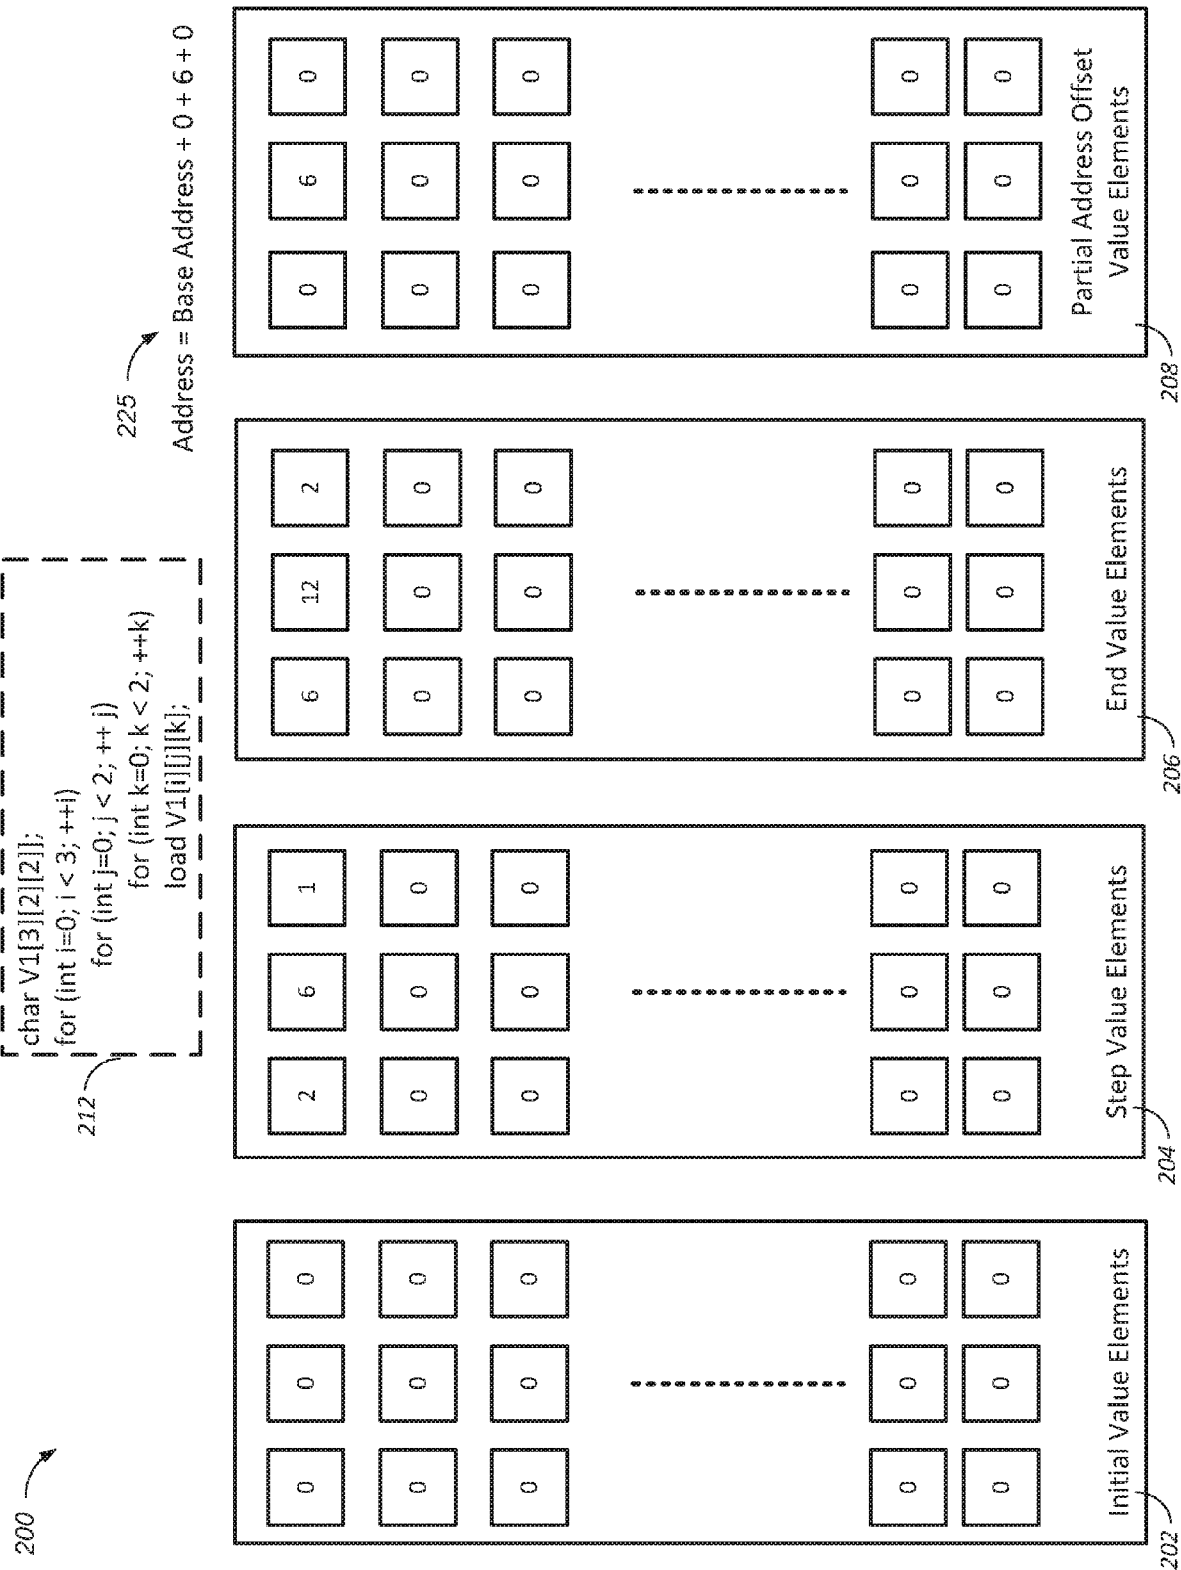 200
char V1[3][2][2]];
for (int i=0; i < 3; ++i)
for (int j=0; j < 2; ++ j)
for (int k=0; k < 2; ++k)
load V1[i][j][k];
212
225
Address = Base Address + 0 + 6 + 0
0 0 0
0 0 0
0 0 0
0 0 0
0 0 0
Initial Value Elements
202
2 6 1
0 0 0
0 0 0
0 0 0
0 0 0
Step Value Elements
204
6 12 2
0 0 0
0 0 0
0 0 0
0 0 0
End Value Elements
206
0 6 0
0 0 0
0 0 0
0 0 0
0 0 0
Partial Address Offset
Value Elements
208